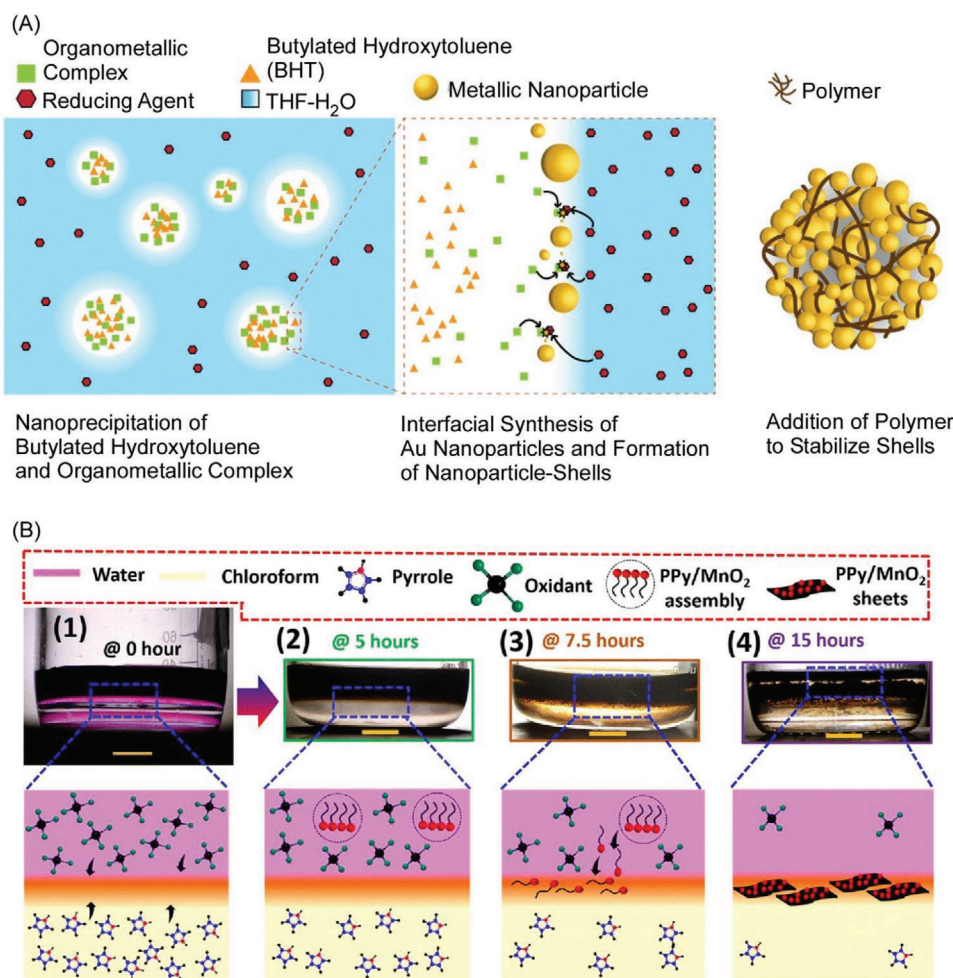 (A)
Organometallic
Complex
Butylated Hydroxytoluene
(BHT)
Reducing Agent
THF-H₂O
Metallic Nanoparticle
Polymer
Nanoprecipitation of
Butylated Hydroxytoluene
and Organometallic Complex
Interfacial Synthesis of
Au Nanoparticles and Formation
of Nanoparticle-Shells
Addition of Polymer
to Stabilize Shells
(B)
Water
Chloroform
Pyrrole
Oxidant
PPy/MnO₂
assembly
PPy/MnO₂
sheets
(1)
@ 0 hour
(2)
@ 5 hours
(3)
@ 7.5 hours
(4)
@ 15 hours